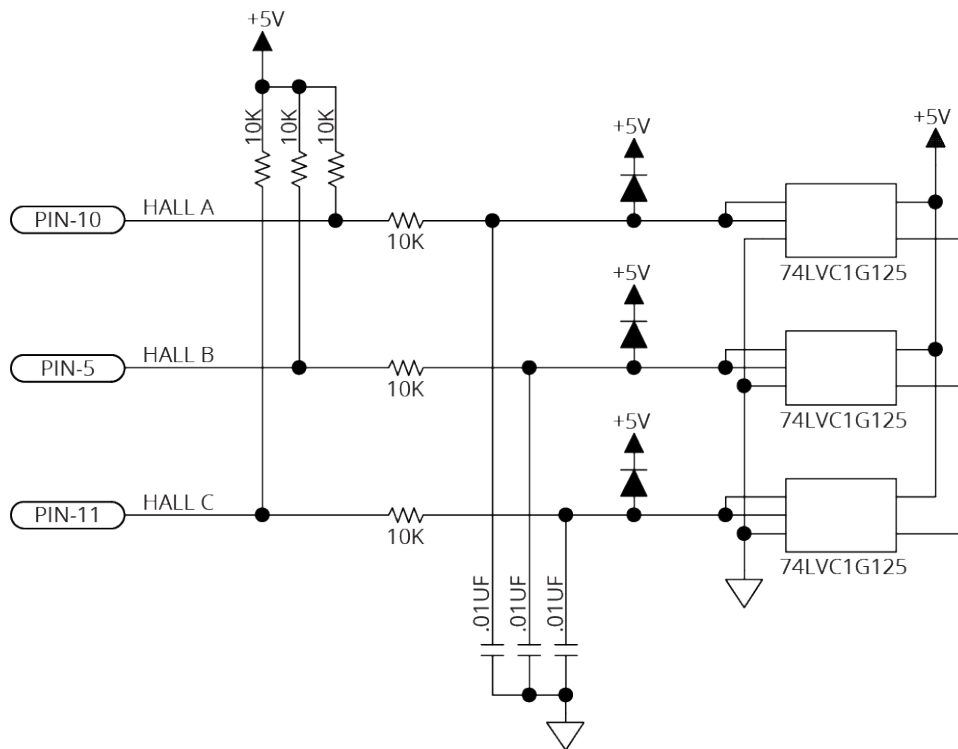 +5V
10K
10K
10K
+5V
+5V
PIN-10
HALL A
10K
74LVC1G125
+5V
PIN-5
HALL B
10K
74LVC1G125
+5V
PIN-11
HALL C
10K
74LVC1G125
.01UF
.01UF
.01UF